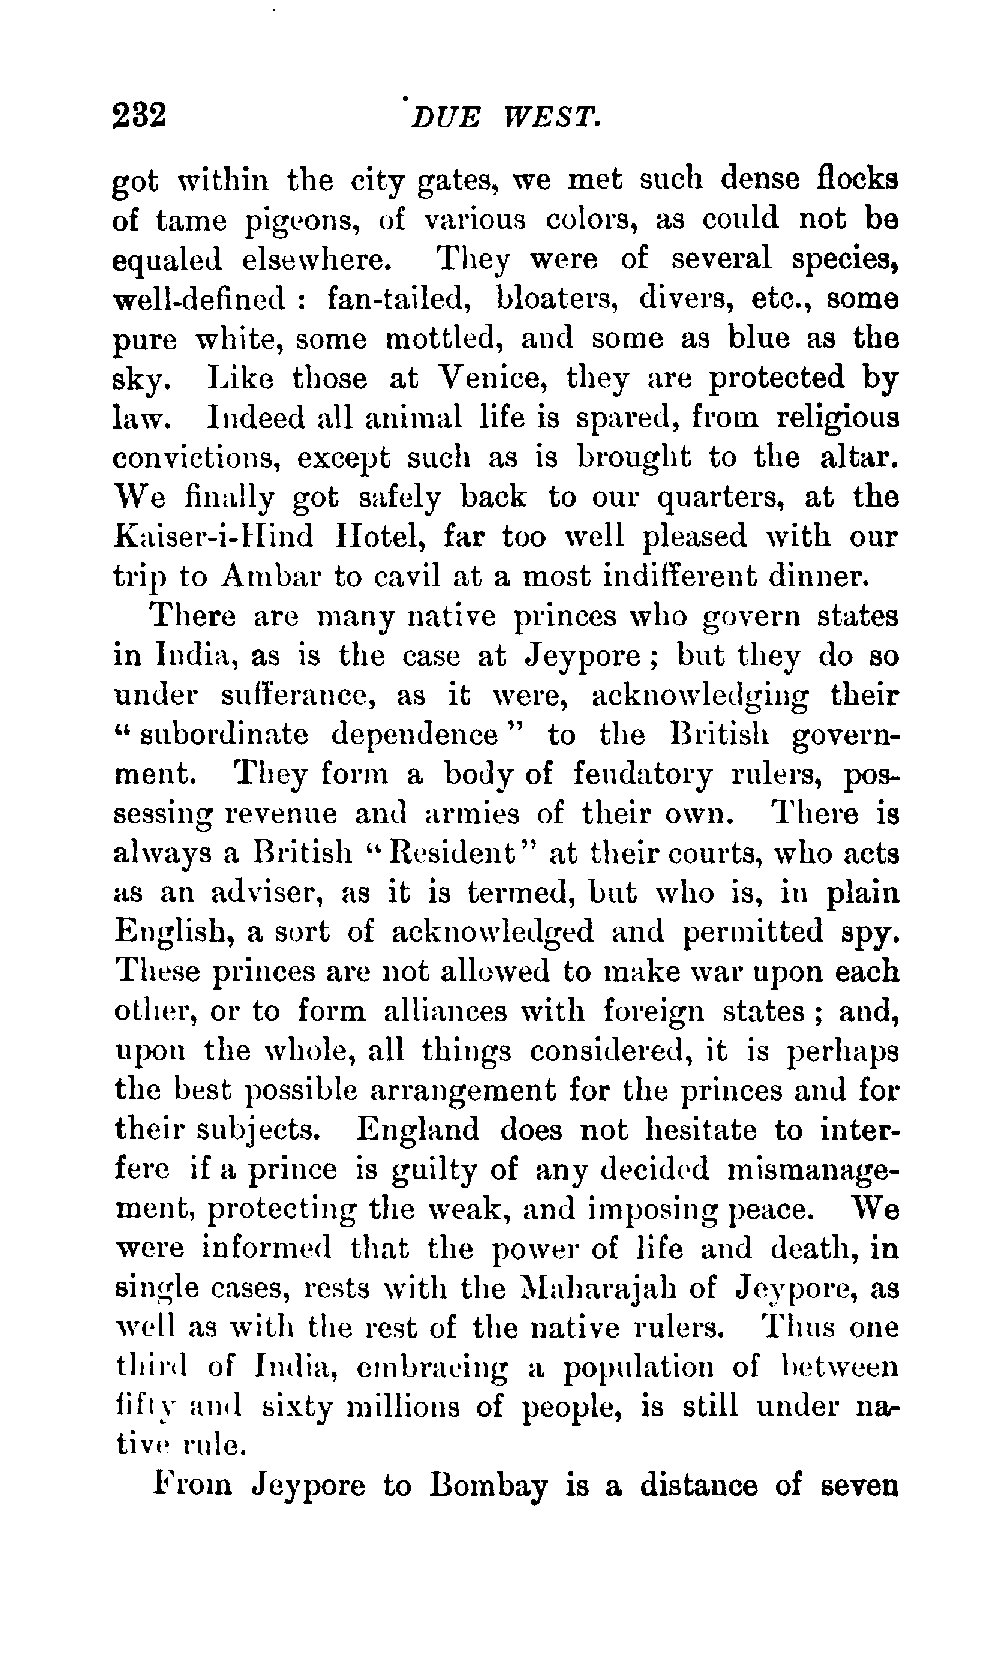 232 DUE WEST.
got within the city gates, we met such dense flocks
of tame pigeons, of various colors, as could not be
equaled elsewhere. They were of several species,
well-defined : fan-tailed, bloaters, divers, etc., some
pure white, some mottled, and some as blue as the
sky. Like those at Venice, they are protected by
law. Indeed all animal life is spared, from religious
convictions, except such as is brought to the altar.
We finally got safely back to our quarters, at the
Kaiser-i-Hind Hotel, far too well pleased with our
trip to Ambar to cavil at a most indifferent dinner.
There are many native princes who govern states
in India, as is the case at Jeypore ; but they do so
under sufferance, as it were, acknowledging their
“ subordinate dependence ” to the British govern-
ment. They form a body of feudatory rulers, pos-
sessing revenue and armies of their own. There is
always a British “ Resident” at their courts, who acts
as an adviser, as it is termed, but who is, in plain
English, a sort of acknowledged and permitted spy.
These princes are not allowed to make war upon each
other, or to form alliances with foreign states ; and,
upon the whole, all things considered, it is perhaps
the best possible arrangement for the princes and for
their subjects. England does not hesitate to inter-
fere if a prince is guilty of any decided mismanage-
ment, protecting the weak, and imposing peace. We
were informed that the power of life and death, in
single cases, rests with the Maharajah of Jeypore, as
well as with the rest of the native rulers. Thus one
third of India, embracing a population of between
fifty and sixty millions of people, is still under na-
tive rule.
From Jeypore to Bombay is a distance of seven